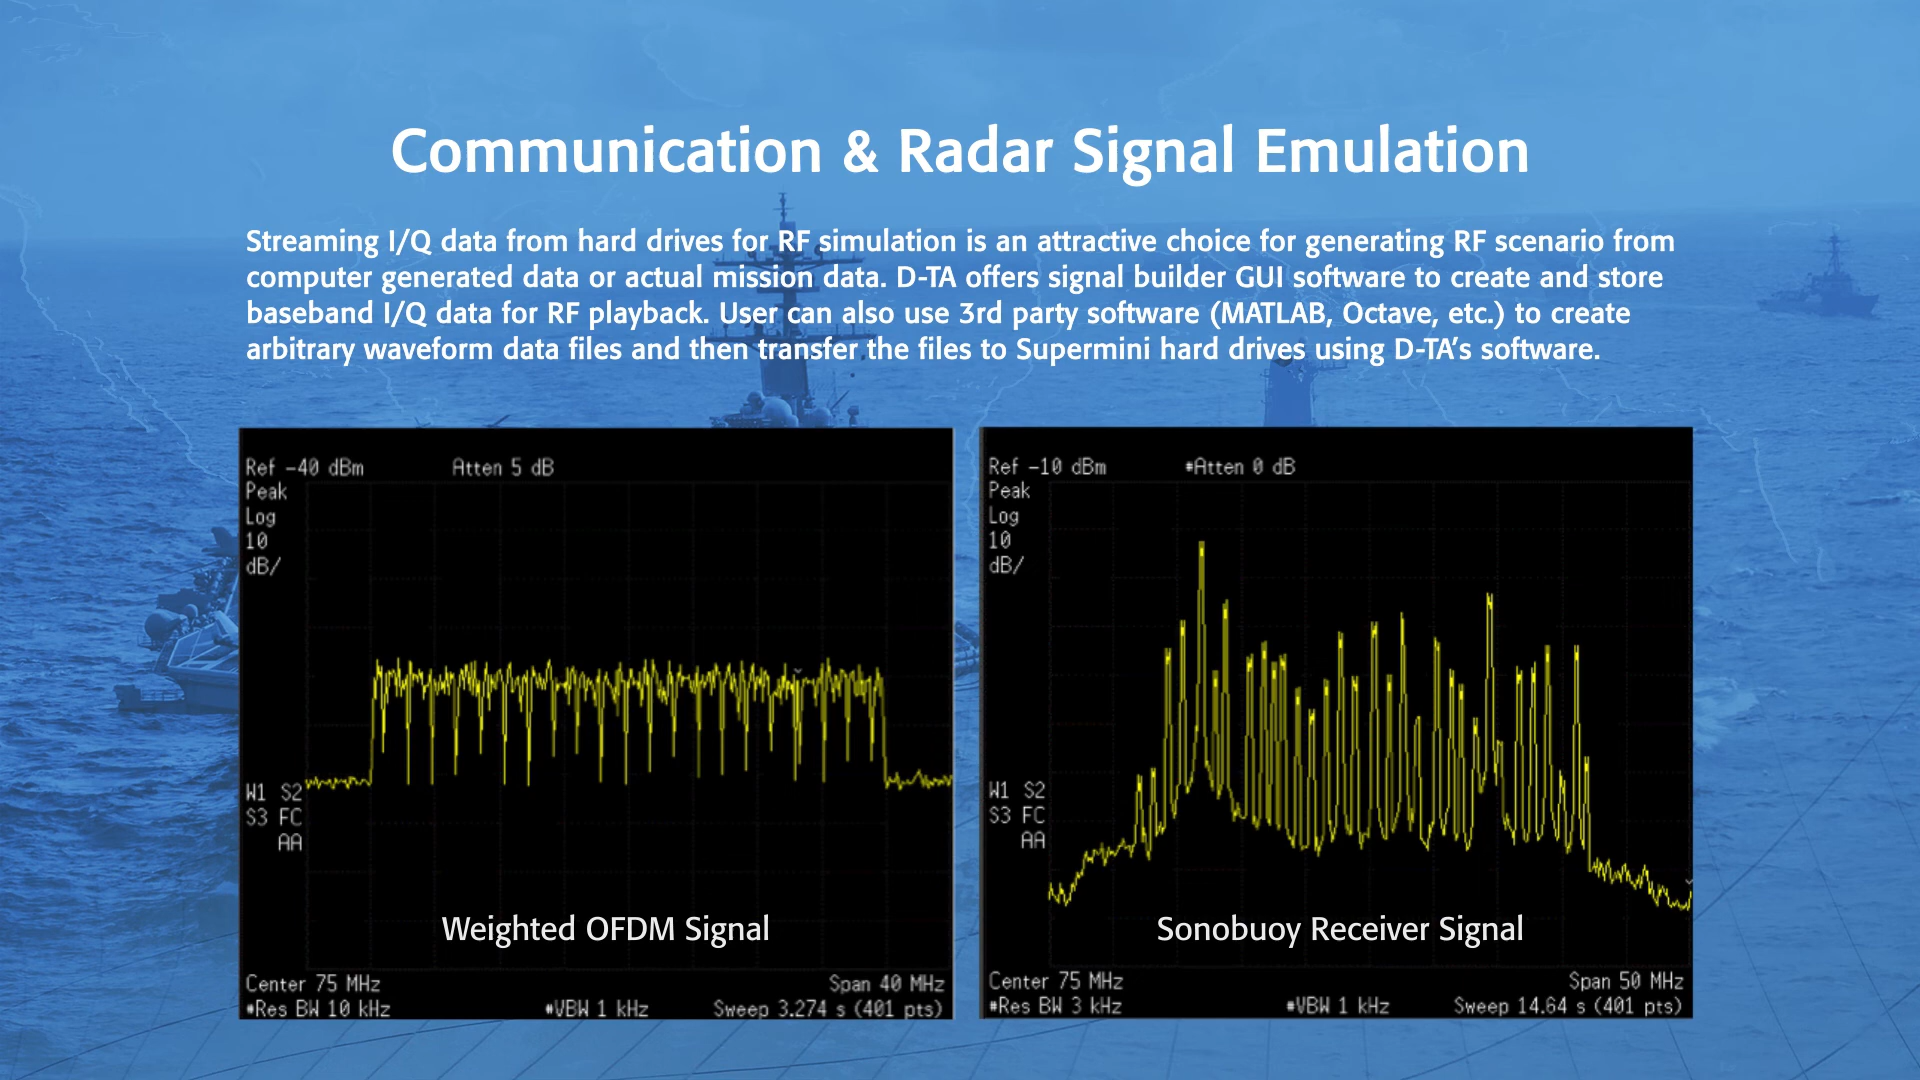 Communication & Radar Signal Emulation
Streaming I/Q data from hard drives for RF simulation is an attractive choice for generating RF scenario from
computer generated data or actual mission data. D-TA offers signal builder GUI software to create and store
baseband I/Q data for RF playback. User can also use 3rd party software (MATLAB, Octave, etc.) to create
arbitrary waveform data files and then transfer the files to Supermini hard drives using D-TA's software.
Ref -40 dBm Atten 5 dB
Peak
Log
10
dB/
W1 S2
S3 FC
AA
Weighted OFDM Signal
Center 75 MHz Span 40 MHz
#Res BW 10 kHz #VBW 1 kHz Sweep 3.274 s (401 pts)
Ref -10 dBm #Atten 0 dB
Peak
Log
10
dB/
W1 S2
S3 FC
AA
Sonobuoy Receiver Signal
Center 75 MHz Span 50 MHz
#Res BW 3 kHz #VBW 1 kHz Sweep 14.64 s (401 pts)